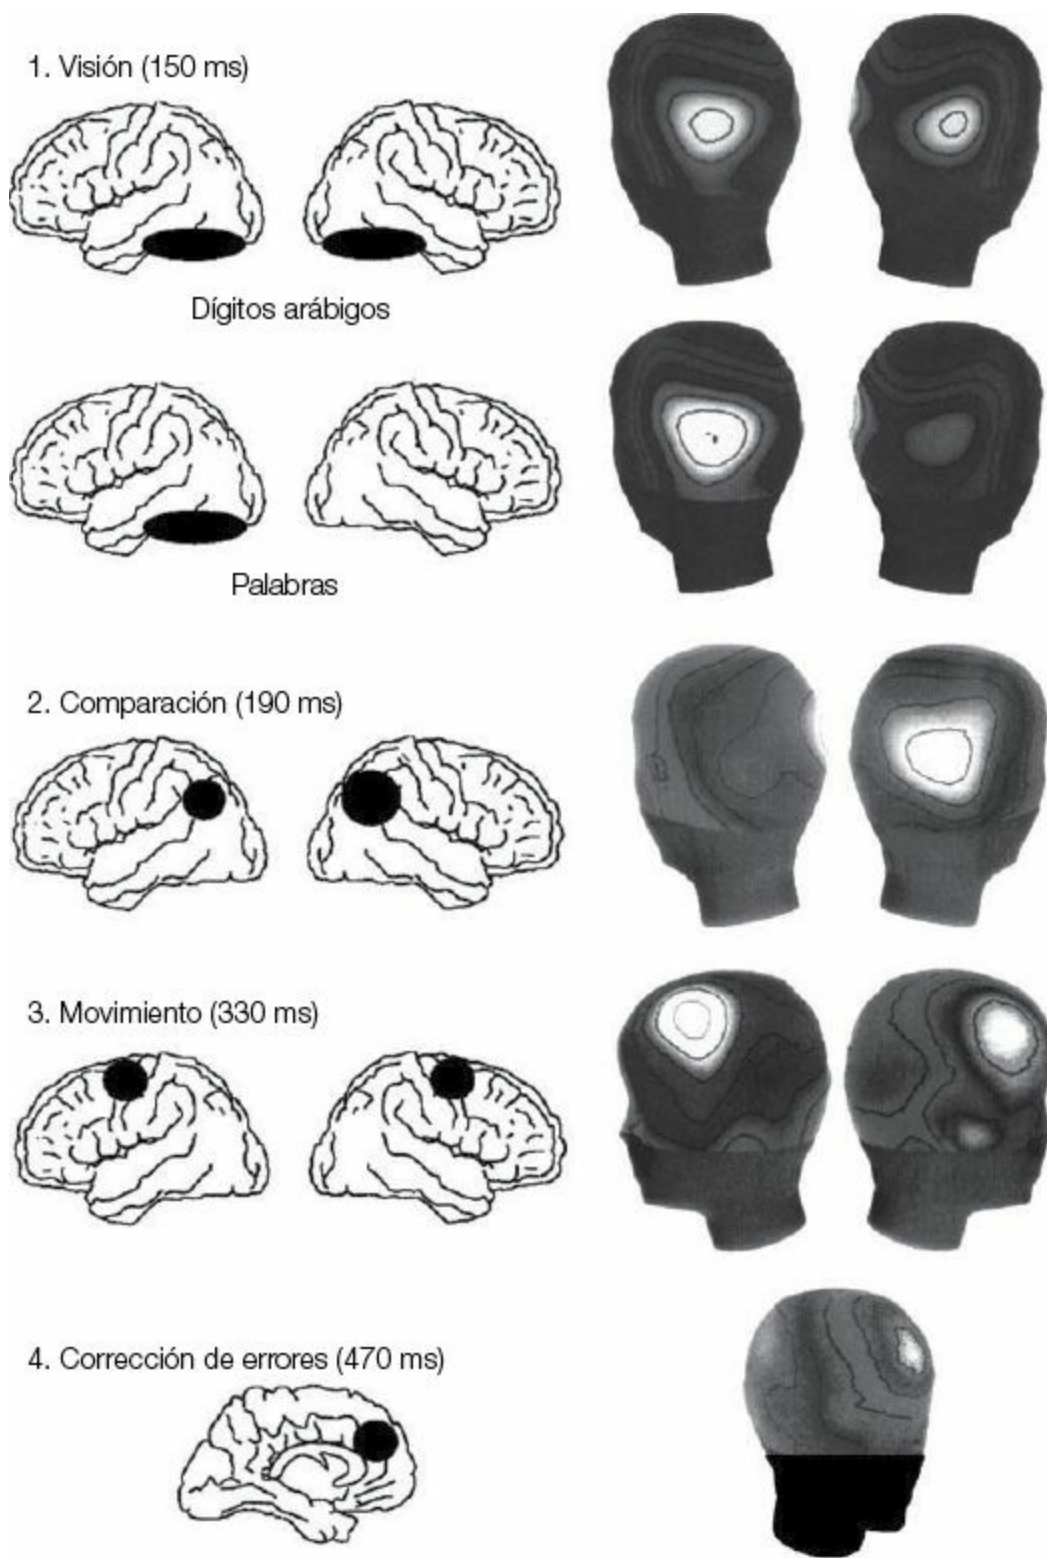 1. Visión (150 ms)
Dígitos arábigos
Palabras
2. Comparación (190 ms)
3. Movimiento (330 ms)
4. Corrección de errores (470 ms)